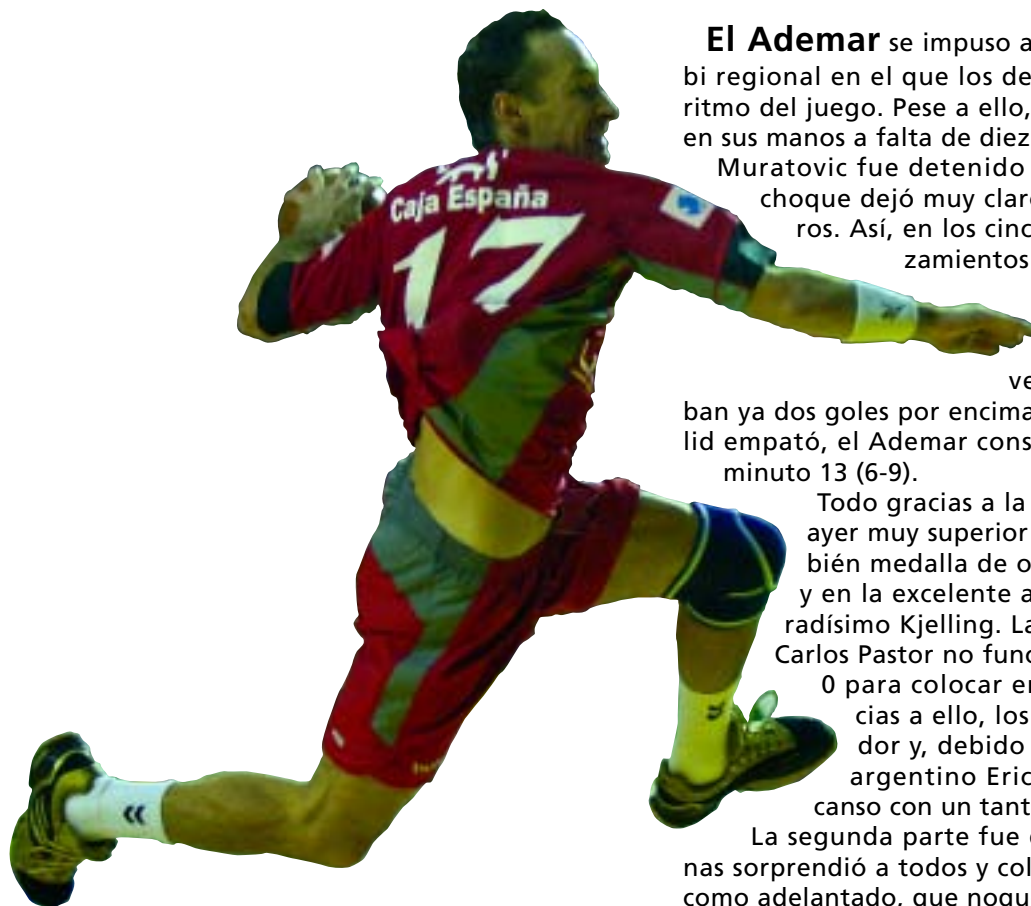 El Ademar se impuso a
bi regional en el que los de
ritmo del juego. Pese a ello,
en sus manos a falta de diez
Muratovic fue detenido
choque dejó muy clar
ros. Así, en los cinc
zamientos
ve
ban ya dos goles por encima
lid empató, el Ademar cons
minuto 13 (6-9).
Todo gracias a la
ayer muy superior
bién medalla de o
y en la excelente a
radísimo Kjelling. La
Carlos Pastor no func
0 para colocar en
cias a ello, los
dor y, debido
argentino Eric
canso con un tant
La segunda parte fue
nas sorprendió a todos y col
como adelantado, que noqu
Caja España
17